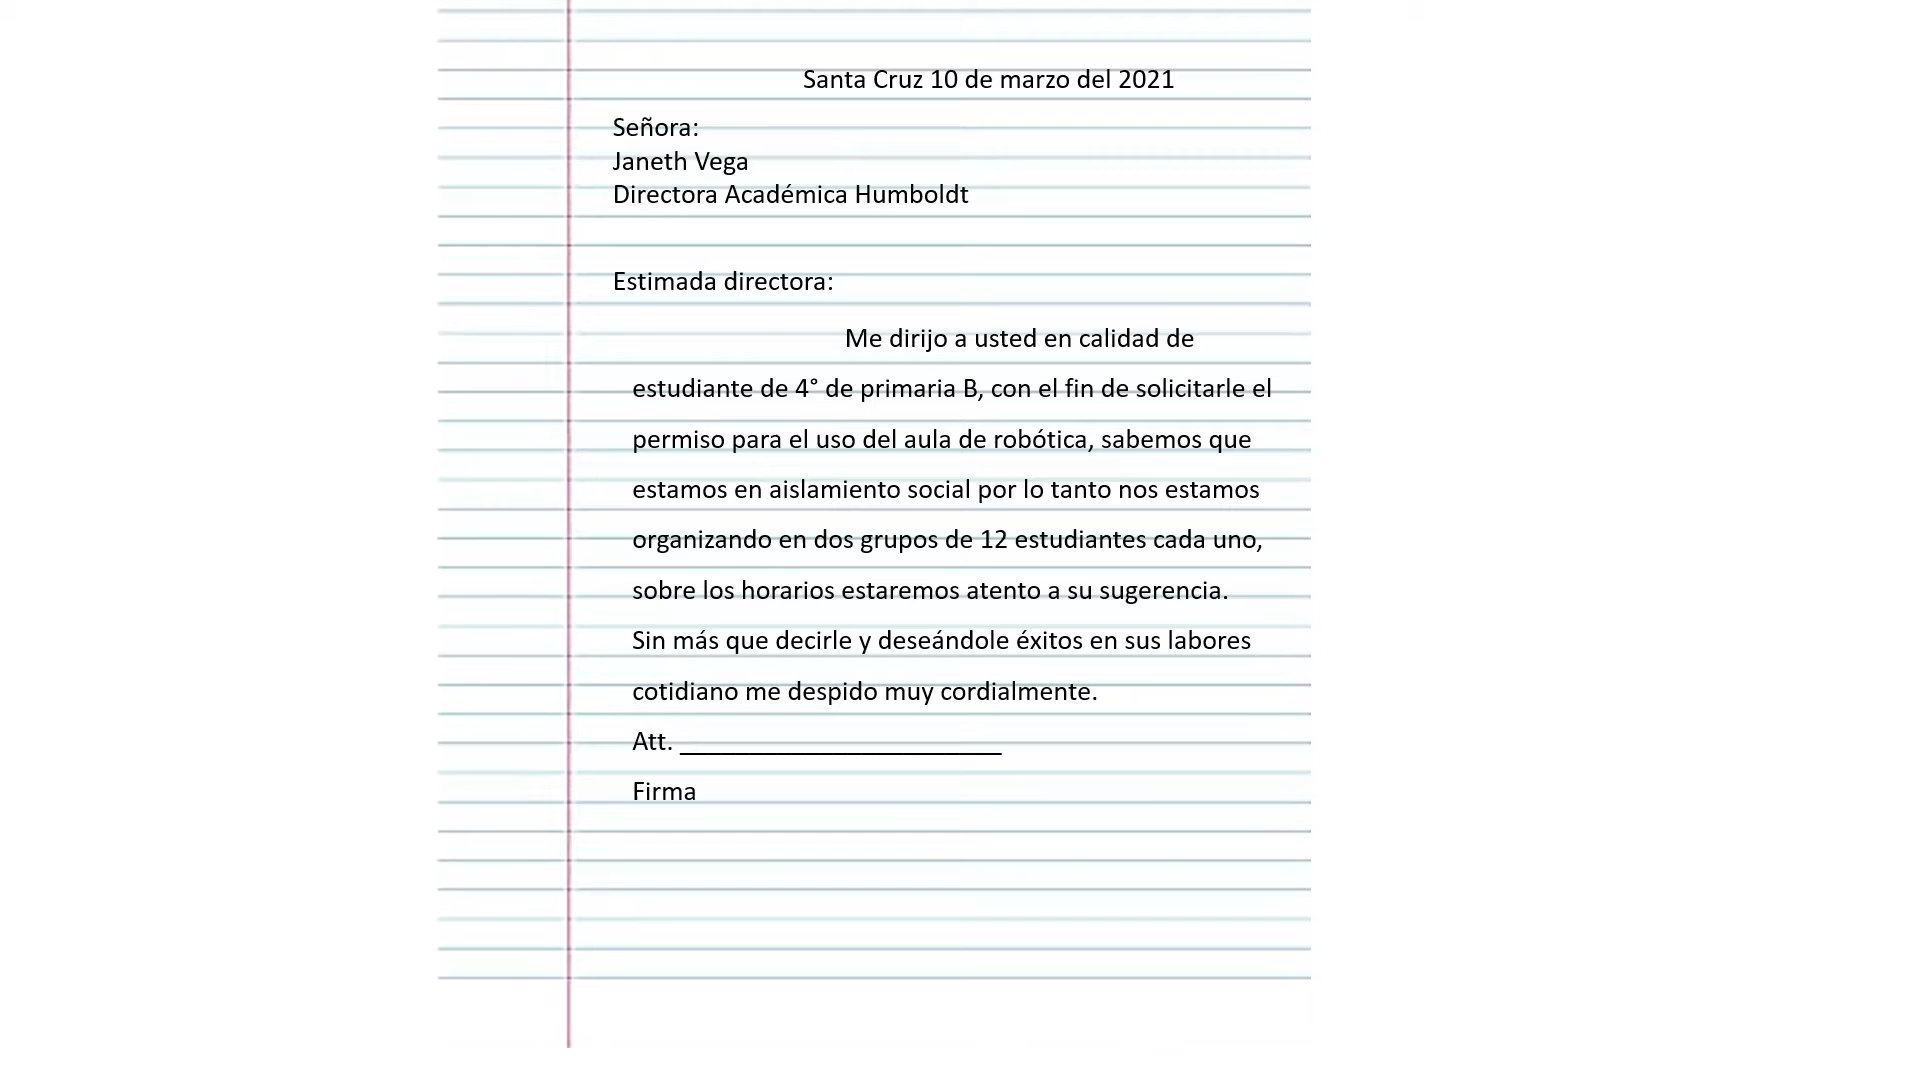 Santa Cruz 10 de marzo del 2021
Señora:
Janeth Vega
Directora Académica Humboldt
Estimada directora:
Me dirijo a usted en calidad de
estudiante de 4° de primaria B, con el fin de solicitarle el
permiso para el uso del aula de robótica, sabemos que
estamos en aislamiento social por lo tanto nos estamos
organizando en dos grupos de 12 estudiantes cada uno,
sobre los horarios estaremos atento a su sugerencia.
Sin más que decirle y deseándole éxitos en sus labores
cotidiano me despido muy cordialmente.
Att. _______________________
Firma